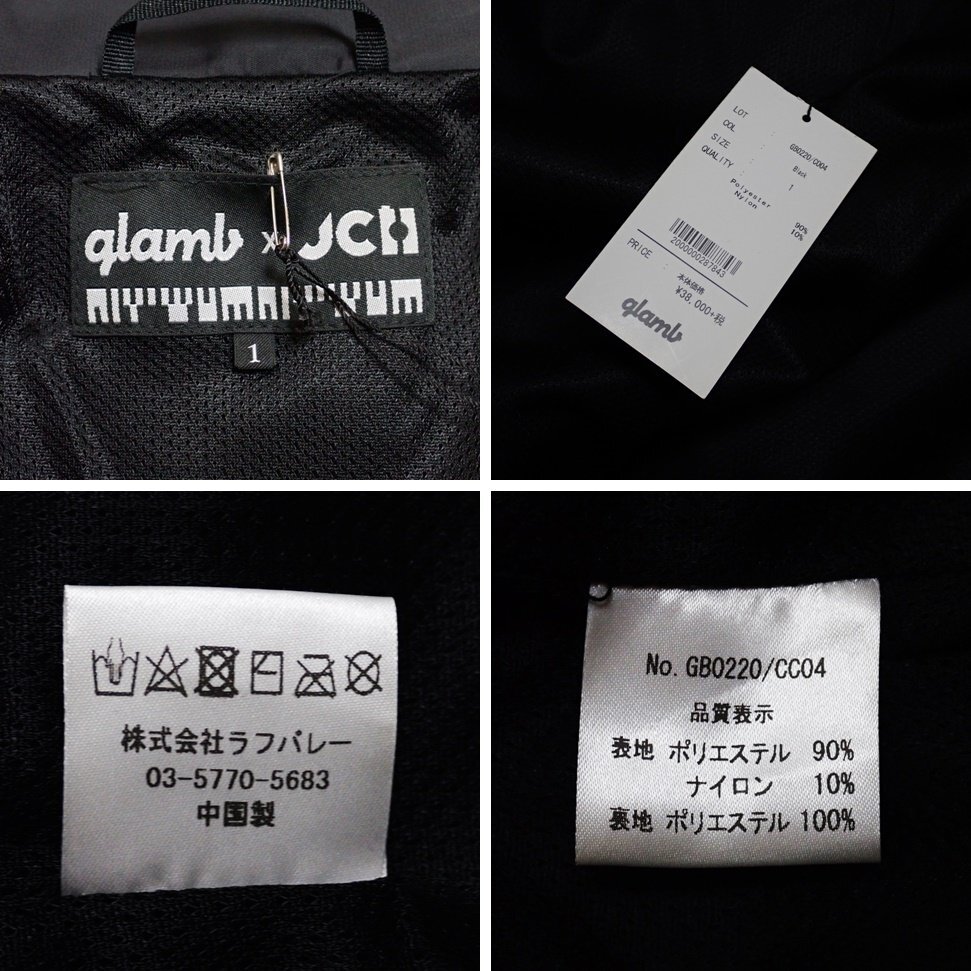 glamb x JCH
1
LOT : GB0220/CC04
COL : Black
SIZE : 1
QUALITY :
Polyester 90%
Nylon 10%
2000000287843
PRICE : 本体価格
¥38,000+税
glamb
株式会社ラフバレー
03-5770-5683
中国製
No. GB0220/CC04
品質表示
表地 ポリエステル 90%
ナイロン 10%
裏地 ポリエステル 100%